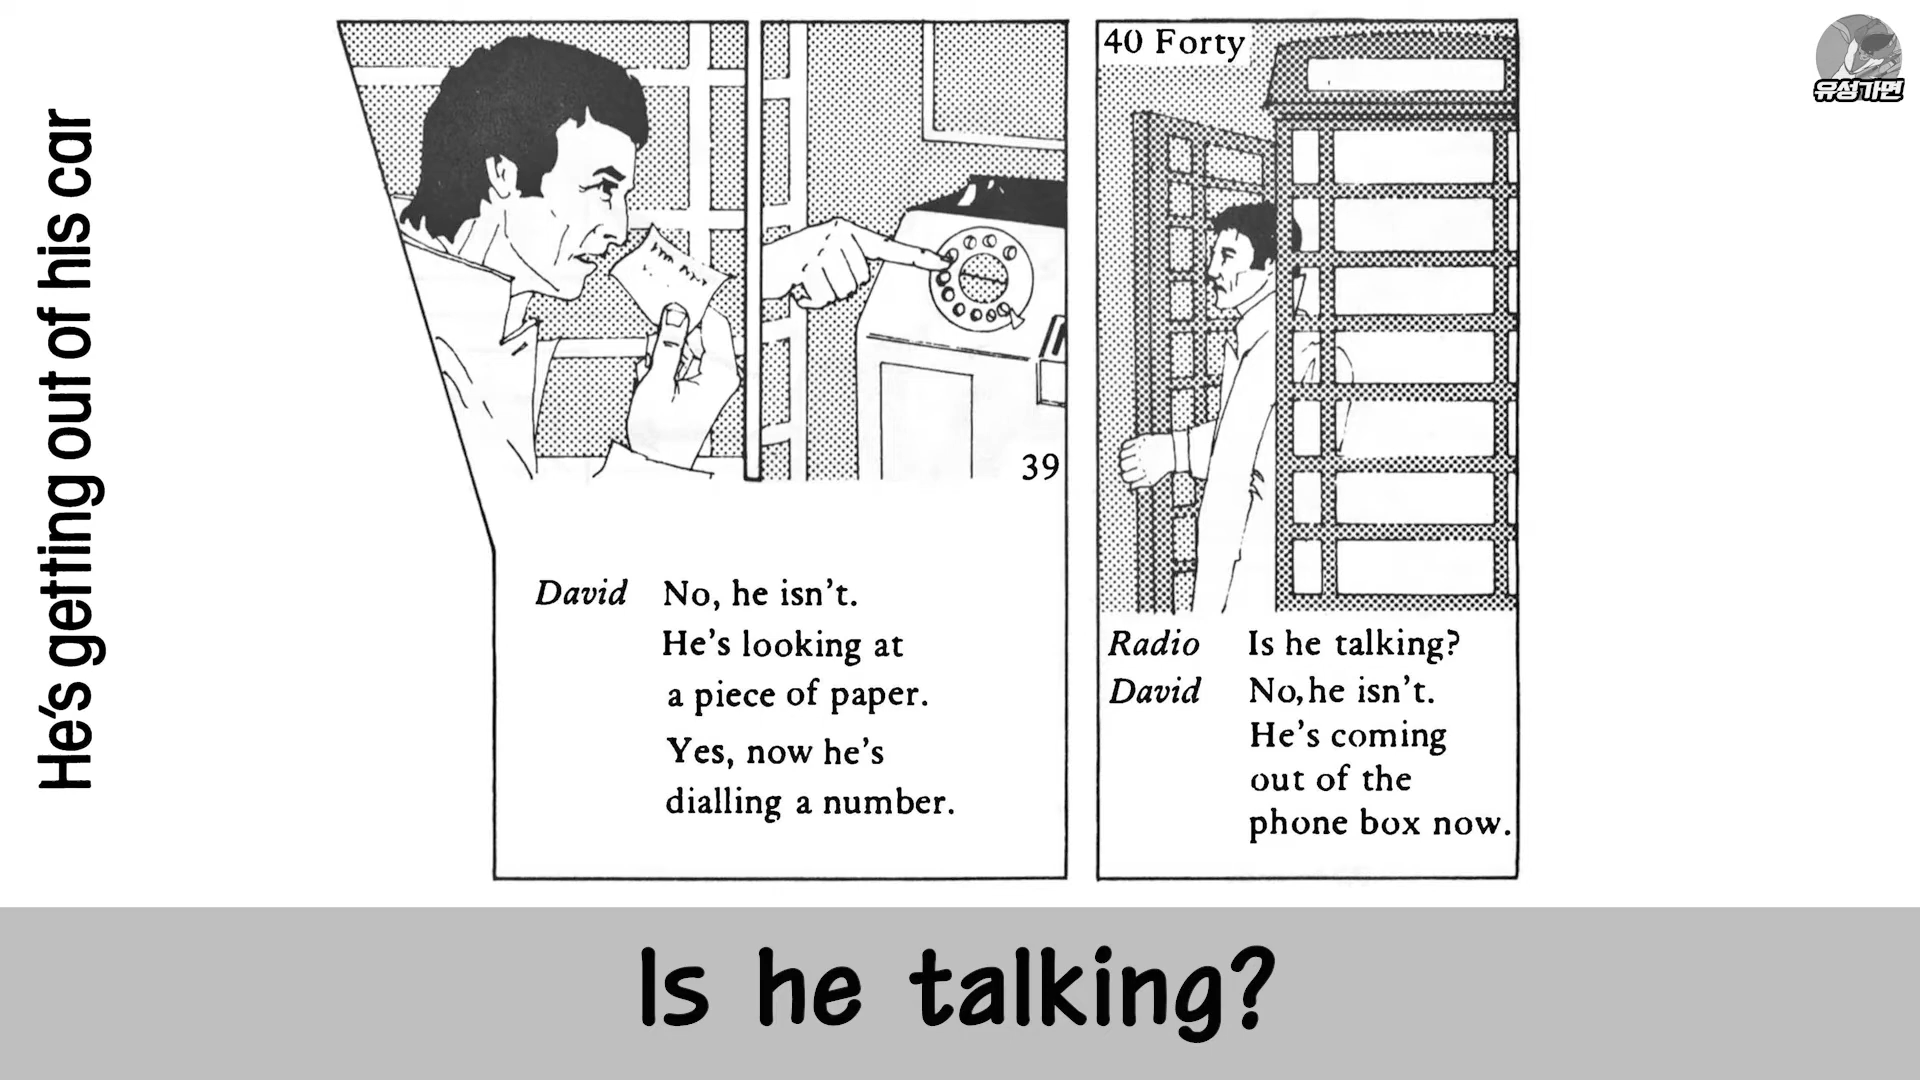 He's getting out of his car
39
David No, he isn't.
He's looking at
a piece of paper.
Yes, now he's
dialling a number.
40 Forty
Radio Is he talking?
David No, he isn't.
He's coming
out of the
phone box now.
유성가면
Is he talking?